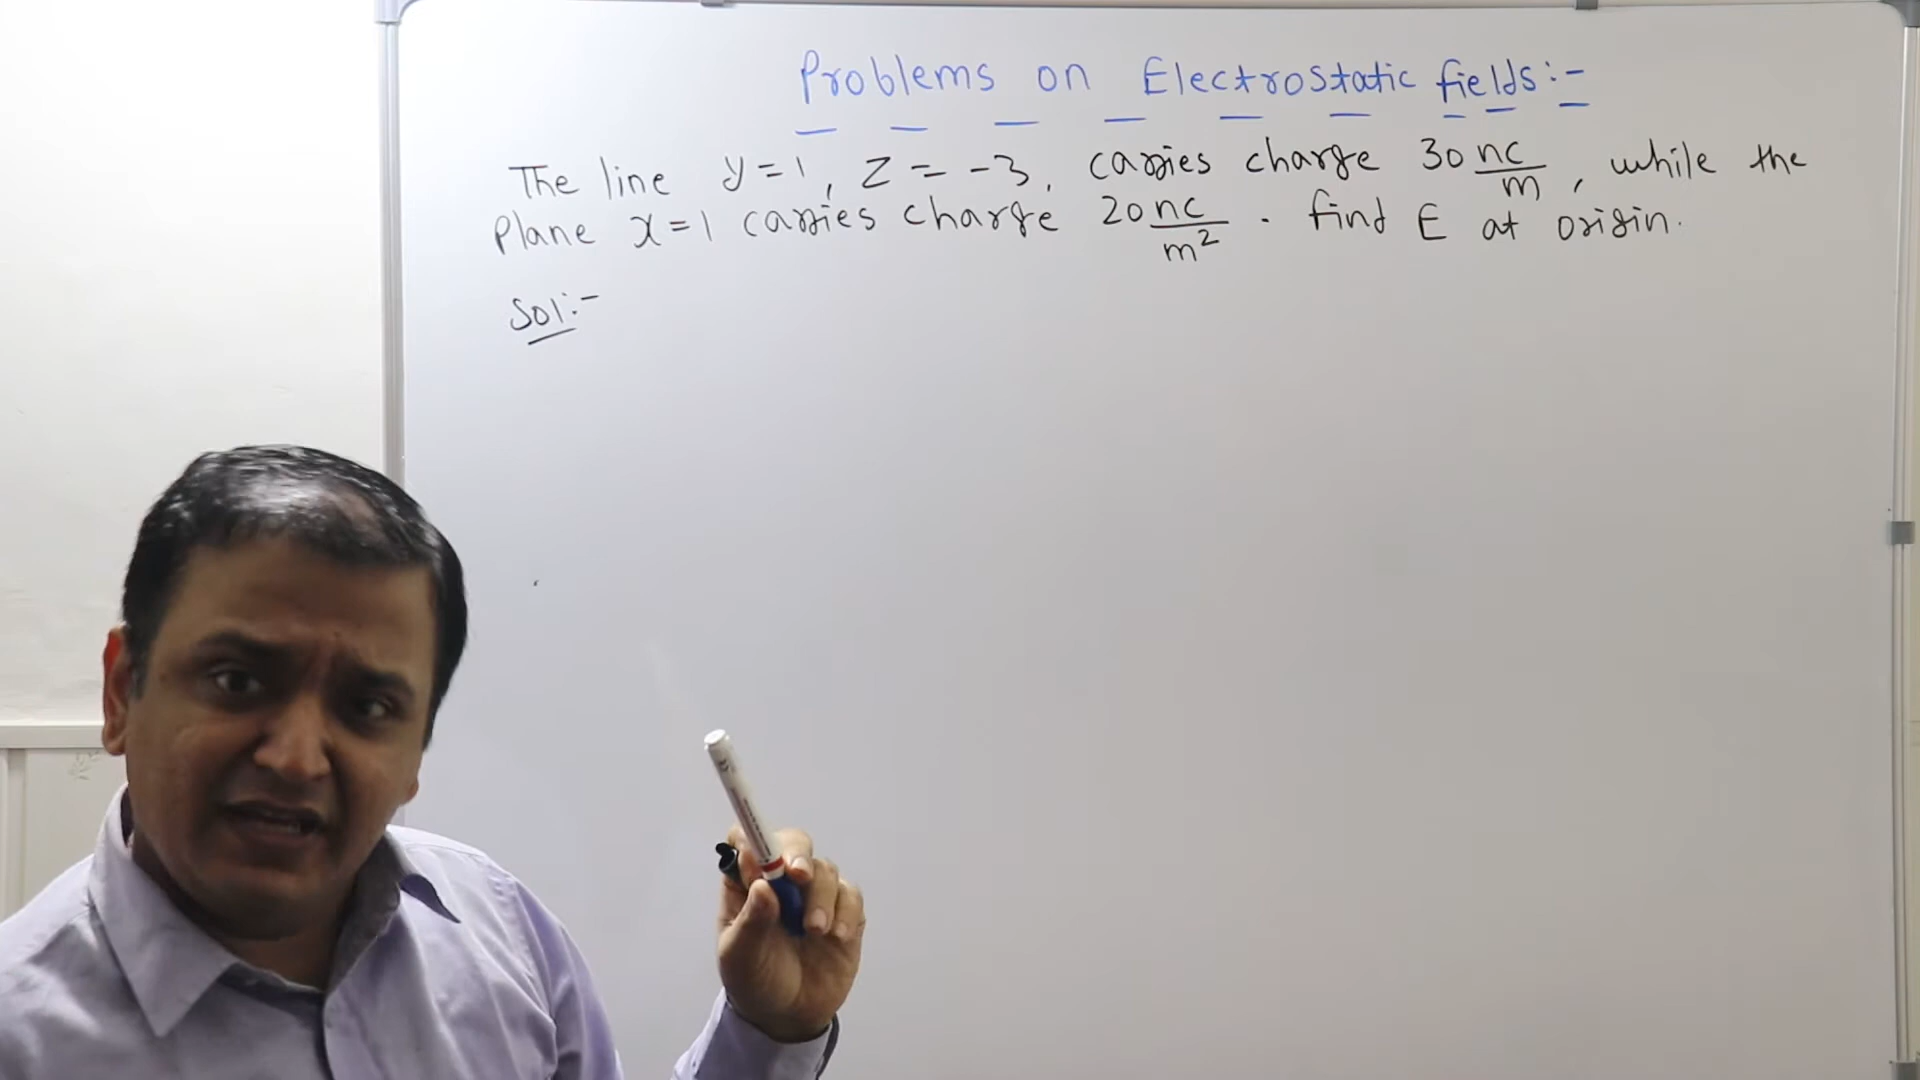 Problems on Electrostatic fields:-
The line y=1, z=-3, carries charge 30 nc/m, while the
plane x=1 carries charge 20 nc/m². find E at origin.
Sol:-